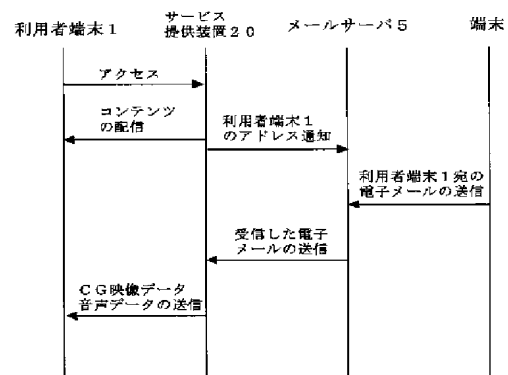 利用者端末１
サービス
提供装置２０
メールサーバ５
端末
アクセス
コンテンツ
の配信
利用者端末１
のアドレス通知
利用者端末１宛の
電子メールの送信
受信した電子
メールの送信
ＣＧ映像データ
音声データの送信